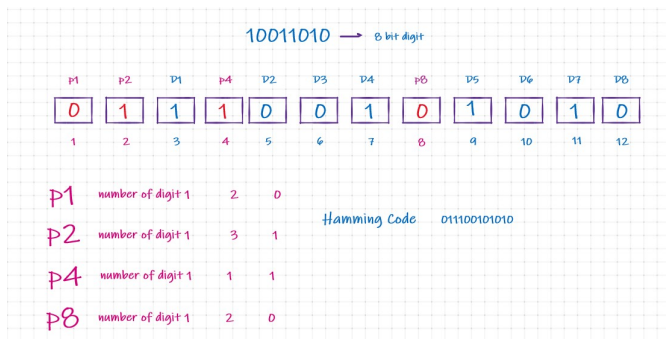 10011010 → 8 bit digit
P1 P2 D1 P4 D2 D3 D4 P8 D5 D6 D7 D8
0 1 1 1 0 0 1 0 1 0 1 0
1 2 3 4 5 6 7 8 9 10 11 12
P1 number of digit 1 2 0
P2 number of digit 1 3 1
Hamming Code 011100101010
P4 number of digit 1 1 1
P8 number of digit 1 2 0